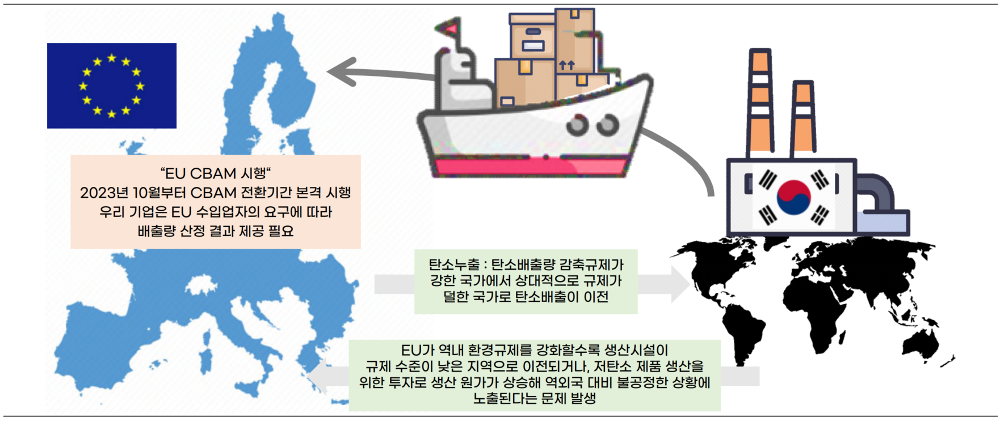 “EU CBAM 시행“
2023년 10월부터 CBAM 전환기간 본격 시행
우리 기업은 EU 수입업자의 요구에 따라
배출량 산정 결과 제공 필요
탄소누출 : 탄소배출량 감축규제가
강한 국가에서 상대적으로 규제가
덜한 국가로 탄소배출이 이전
EU가 역내 환경규제를 강화할수록 생산시설이
규제 수준이 낮은 지역으로 이전되거나, 저탄소 제품 생산을
위한 투자로 생산 원가가 상승해 역외국 대비 불공정한 상황에
노출된다는 문제 발생